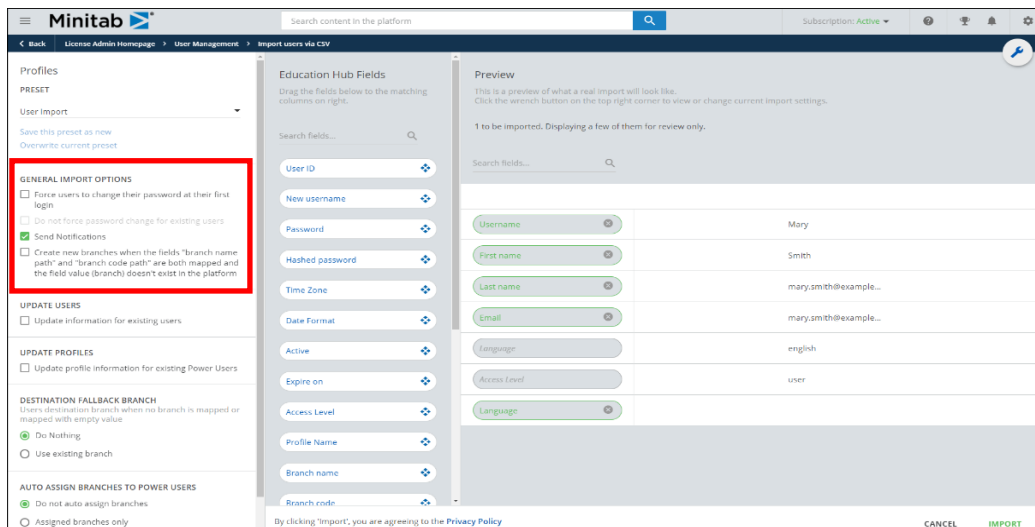 Minitab
Search content in the platform
Subscription: Active
Back
License Admin Homepage > User Management > Import users via CSV
Profiles
PRESET
User Import
Save this preset as new
Overwrite current preset
GENERAL IMPORT OPTIONS
Force users to change their password at their first
login
Do not force password change for existing users
Send Notifications
Create new branches when the fields "branch name
path" and "branch code path" are both mapped and
the field value (branch) doesn't exist in the platform
UPDATE USERS
Update information for existing users
UPDATE PROFILES
Update profile information for existing Power Users
DESTINATION FALLBACK BRANCH
Users destination branch when no branch is mapped or
mapped with empty value
Do Nothing
Use existing branch
AUTO ASSIGN BRANCHES TO POWER USERS
Do not auto assign branches
Assigned branches only
Education Hub Fields
Drag the fields below to the matching
columns on right.
Search fields...
User ID
New username
Password
Hashed password
Time Zone
Date Format
Active
Expire on
Access Level
Profile Name
Branch name
Branch code
Preview
This is a preview of what a real import will look like.
Click the wrench button on the top right corner to view or change current import settings.
1 to be imported. Displaying a few of them for review only.
Search fields...
Username Mary
First name Smith
Last name mary.smith@example...
Email mary.smith@example...
Language english
Access Level user
Language
By clicking 'Import', you are agreeing to the Privacy Policy
CANCEL IMPORT